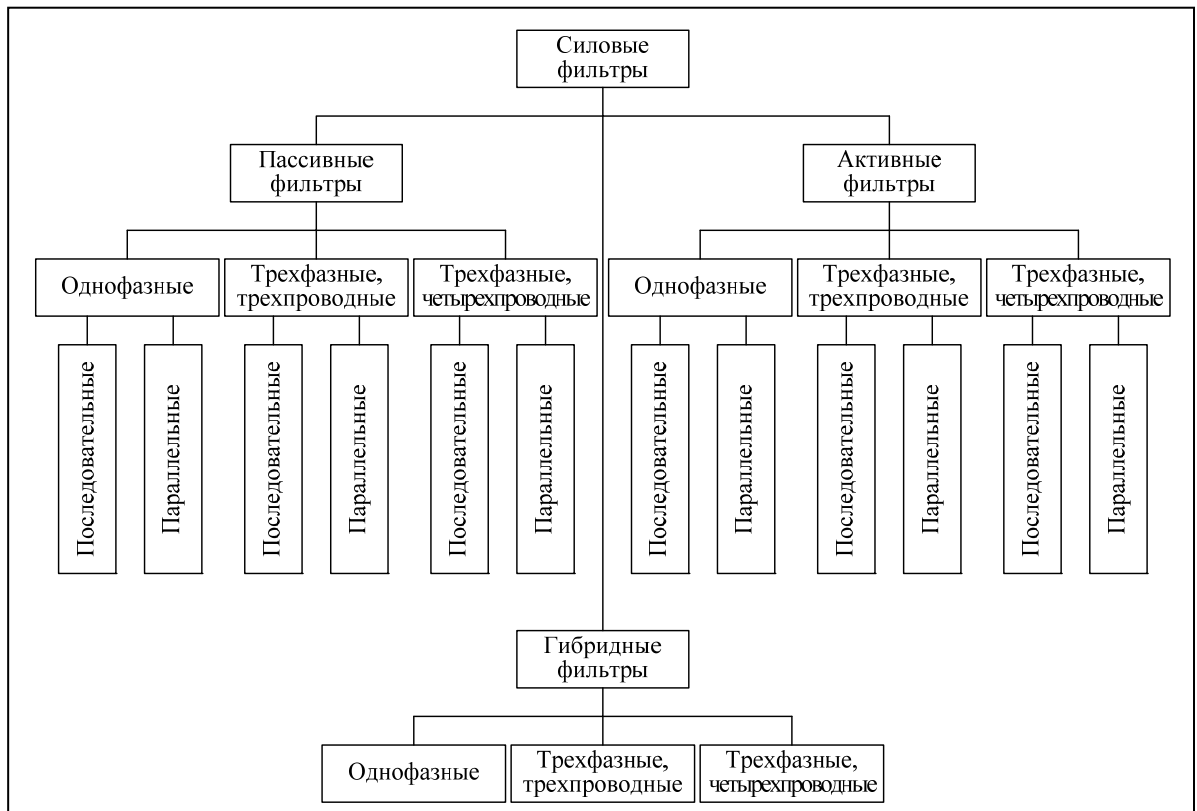 Силовые
фильтры
Пассивные
фильтры
Активные
фильтры
Однофазные
Трехфазные,
трехпроводные
Трехфазные,
четырехпроводные
Однофазные
Трехфазные,
трехпроводные
Трехфазные,
четырехпроводные
Последовательные
Параллельные
Последовательные
Параллельные
Последовательные
Параллельные
Последовательные
Параллельные
Последовательные
Параллельные
Последовательные
Параллельные
Гибридные
фильтры
Однофазные
Трехфазные,
трехпроводные
Трехфазные,
четырехпроводные